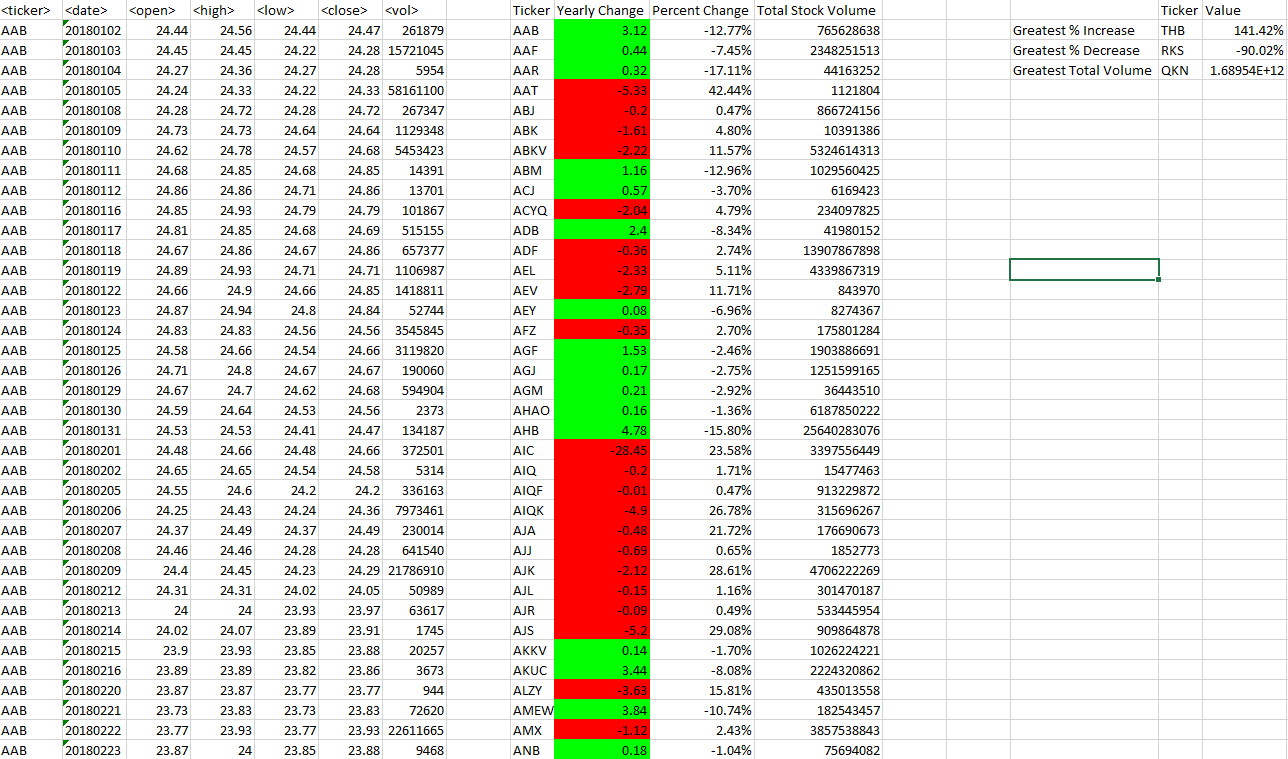 <ticker> <date> <open> <high> <low> <close> <vol> Ticker Yearly Change Percent Change Total Stock Volume Ticker Value
AAB 20180102 24.44 24.56 24.44 24.47 261879 AAB 3.12 -12.77% 765628638 Greatest % Increase THB 141.42%
AAB 20180103 24.45 24.45 24.22 24.28 15721045 AAF 0.44 -7.45% 2348251513 Greatest % Decrease RKS -90.02%
AAB 20180104 24.27 24.36 24.27 24.28 5954 AAR 0.32 -17.11% 44163252 Greatest Total Volume QKN 1.68954E+12
AAB 20180105 24.24 24.33 24.22 24.33 58161100 AAT -5.33 42.44% 1121804
AAB 20180108 24.28 24.72 24.28 24.72 267347 ABJ -0.2 0.47% 866724156
AAB 20180109 24.73 24.73 24.64 24.64 1129348 ABK -1.61 4.80% 10391386
AAB 20180110 24.62 24.78 24.57 24.68 5453423 ABKV -2.22 11.57% 5324614313
AAB 20180111 24.68 24.85 24.68 24.85 14391 ABM 1.16 -12.96% 1029560425
AAB 20180112 24.86 24.86 24.71 24.86 13701 ACJ 0.57 -3.70% 6169423
AAB 20180116 24.85 24.93 24.79 24.79 101867 ACYQ -2.04 4.79% 234097825
AAB 20180117 24.81 24.85 24.68 24.69 515155 ADB 2.4 -8.34% 41980152
AAB 20180118 24.67 24.86 24.67 24.86 657377 ADF -0.36 2.74% 13907867898
AAB 20180119 24.89 24.93 24.71 24.71 1106987 AEL -2.33 5.11% 4339867319
AAB 20180122 24.66 24.9 24.66 24.85 1418811 AEV -2.79 11.71% 843970
AAB 20180123 24.87 24.94 24.8 24.84 52744 AEY 0.08 -6.96% 8274367
AAB 20180124 24.83 24.83 24.56 24.56 3545845 AFZ -0.35 2.70% 175801284
AAB 20180125 24.58 24.66 24.54 24.66 3119820 AGF 1.53 -2.46% 1903886691
AAB 20180126 24.71 24.8 24.67 24.67 190060 AGJ 0.17 -2.75% 1251599165
AAB 20180129 24.67 24.7 24.62 24.68 594904 AGM 0.21 -2.92% 36443510
AAB 20180130 24.59 24.64 24.53 24.56 2373 AHAO 0.16 -1.36% 6187850222
AAB 20180131 24.53 24.53 24.41 24.47 134187 AHB 4.78 -15.80% 25640283076
AAB 20180201 24.48 24.66 24.48 24.66 372501 AIC -28.45 23.58% 3397556449
AAB 20180202 24.65 24.65 24.54 24.58 5314 AIQ -0.2 1.71% 15477463
AAB 20180205 24.55 24.6 24.2 24.2 336163 AIQF -0.01 0.47% 913229872
AAB 20180206 24.25 24.43 24.24 24.36 7973461 AIQK -4.9 26.78% 315696267
AAB 20180207 24.37 24.49 24.37 24.49 230014 AJA -0.48 21.72% 176690673
AAB 20180208 24.46 24.46 24.28 24.28 641540 AJJ -0.69 0.65% 1852773
AAB 20180209 24.4 24.45 24.23 24.29 21786910 AJK -2.12 28.61% 4706222269
AAB 20180212 24.31 24.31 24.02 24.05 50989 AJL -0.15 1.16% 301470187
AAB 20180213 24 24 23.93 23.97 63617 AJR -0.09 0.49% 533445954
AAB 20180214 24.02 24.07 23.89 23.91 1745 AJS -5.2 29.08% 909864878
AAB 20180215 23.9 23.93 23.85 23.88 20257 AKKV 0.14 -1.70% 1026224221
AAB 20180216 23.89 23.89 23.82 23.86 3673 AKUC 3.44 -8.08% 2224320862
AAB 20180220 23.87 23.87 23.77 23.77 944 ALZY -3.63 15.81% 435013558
AAB 20180221 23.73 23.83 23.73 23.83 72620 AMEW 3.84 -10.74% 182543457
AAB 20180222 23.77 23.93 23.77 23.93 22611665 AMX -1.12 2.43% 3857538843
AAB 20180223 23.87 24 23.85 23.88 9468 ANB 0.18 -1.04% 75694082